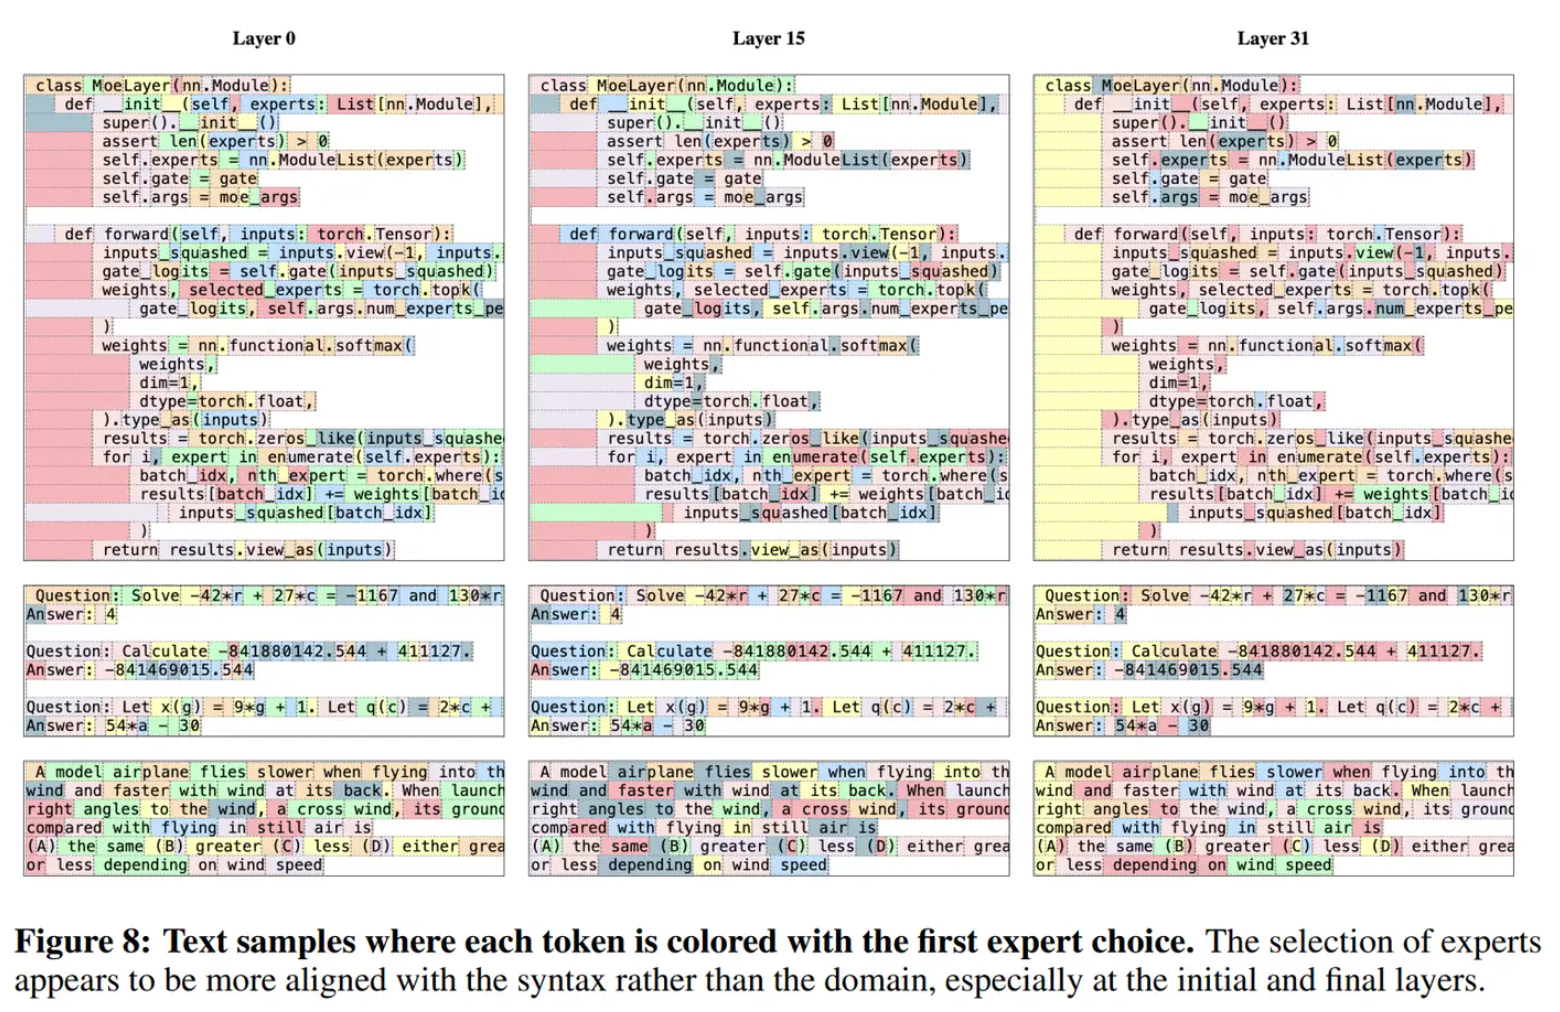 Layer 0
class MoeLayer(nn.Module):
def __init__(self, experts: List[nn.Module],
super().__init__()
assert len(experts) > 0
self.experts = nn.ModuleList(experts)
self.gate = gate
self.args = moe_args
def forward(self, inputs: torch.Tensor):
inputs_squashed = inputs.view(-1, inputs.
gate_logits = self.gate(inputs_squashed)
weights, selected_experts = torch.topk(
gate_logits, self.args.num_experts_pe
)
weights = nn.functional.softmax(
weights,
dim=1,
dtype=torch.float,
).type_as(inputs)
results = torch.zeros_like(inputs_squashe
for i, expert in enumerate(self.experts):
batch_idx, nth_expert = torch.where(s
results[batch_idx] += weights[batch_id
inputs_squashed[batch_idx]
)
return results.view_as(inputs)
Question: Solve -42*r + 27*c = -1167 and 130*r
Answer: 4
Question: Calculate -841880142.544 + 411127.
Answer: -841469015.544
Question: Let x(g) = 9*g + 1. Let q(c) = 2*c +
Answer: 54*a - 30
A model airplane flies slower when flying into th
wind and faster with wind at its back. When launch
right angles to the wind, a cross wind, its groun
compared with flying in still air is
(A) the same (B) greater (C) less (D) either grea
or less depending on wind speed
Layer 15
class MoeLayer(nn.Module):
def __init__(self, experts: List[nn.Module],
super().__init__()
assert len(experts) > 0
self.experts = nn.ModuleList(experts)
self.gate = gate
self.args = moe_args
def forward(self, inputs: torch.Tensor):
inputs_squashed = inputs.view(-1, inputs.
gate_logits = self.gate(inputs_squashed)
weights, selected_experts = torch.topk(
gate_logits, self.args.num_experts_pe
)
weights = nn.functional.softmax(
weights,
dim=1,
dtype=torch.float,
).type_as(inputs)
results = torch.zeros_like(inputs_squashe
for i, expert in enumerate(self.experts):
batch_idx, nth_expert = torch.where(s
results[batch_idx] += weights[batch_id
inputs_squashed[batch_idx]
)
return results.view_as(inputs)
Question: Solve -42*r + 27*c = -1167 and 130*r
Answer: 4
Question: Calculate -841880142.544 + 411127.
Answer: -841469015.544
Question: Let x(g) = 9*g + 1. Let q(c) = 2*c +
Answer: 54*a - 30
A model airplane flies slower when flying into th
wind and faster with wind at its back. When launch
right angles to the wind, a cross wind, its groun
compared with flying in still air is
(A) the same (B) greater (C) less (D) either grea
or less depending on wind speed
Layer 31
class MoeLayer(nn.Module):
def __init__(self, experts: List[nn.Module],
super().__init__()
assert len(experts) > 0
self.experts = nn.ModuleList(experts)
self.gate = gate
self.args = moe_args
def forward(self, inputs: torch.Tensor):
inputs_squashed = inputs.view(-1, inputs.
gate_logits = self.gate(inputs_squashed)
weights, selected_experts = torch.topk(
gate_logits, self.args.num_experts_pe
)
weights = nn.functional.softmax(
weights,
dim=1,
dtype=torch.float,
).type_as(inputs)
results = torch.zeros_like(inputs_squashe
for i, expert in enumerate(self.experts):
batch_idx, nth_expert = torch.where(s
results[batch_idx] += weights[batch_id
inputs_squashed[batch_idx]
)
return results.view_as(inputs)
Question: Solve -42*r + 27*c = -1167 and 130*r
Answer: 4
Question: Calculate -841880142.544 + 411127.
Answer: -841469015.544
Question: Let x(g) = 9*g + 1. Let q(c) = 2*c +
Answer: 54*a - 30
A model airplane flies slower when flying into th
wind and faster with wind at its back. When launch
right angles to the wind, a cross wind, its groun
compared with flying in still air is
(A) the same (B) greater (C) less (D) either grea
or less depending on wind speed
Figure 8: Text samples where each token is colored with the first expert choice. The selection of experts
appears to be more aligned with the syntax rather than the domain, especially at the initial and final layers.